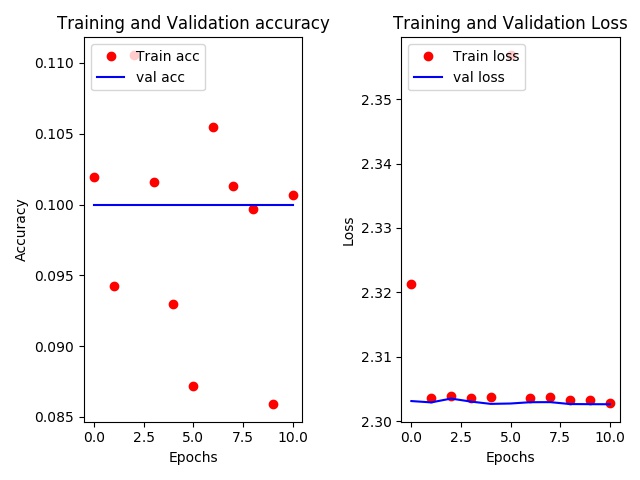 Training and Validation accuracy
Train acc
val acc
0.110
0.105
0.100
0.095
0.090
0.085
Accuracy
0.0 2.5 5.0 7.5 10.0
Epochs
Training and Validation Loss
Train loss
val loss
2.35
2.34
2.33
2.32
2.31
2.30
Loss
0.0 2.5 5.0 7.5 10.0
Epochs